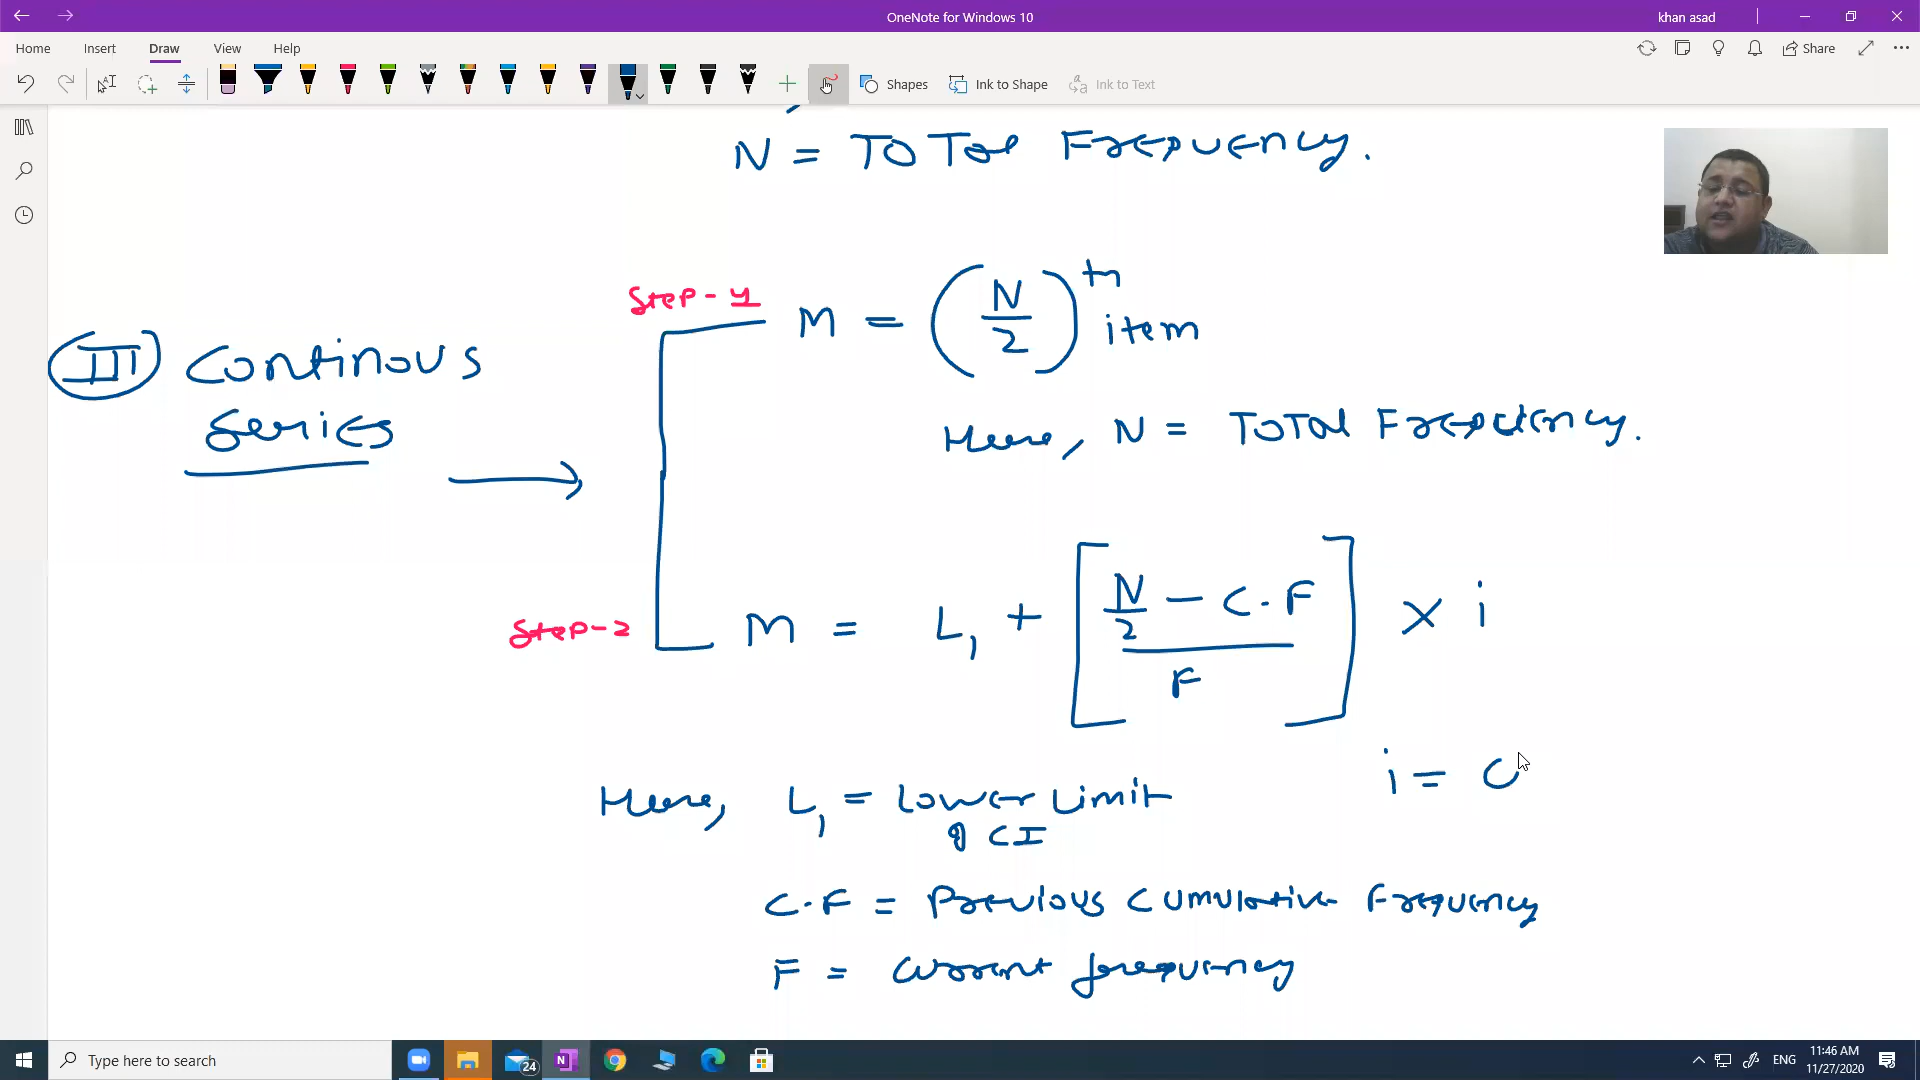 OneNote for Windows 10
khan asad
Home Insert Draw View Help
Share
Shapes Ink to Shape Ink to Text
N = TOTal Frequency.
Step-1 M = (N/2)th item
III Continous Series
Here, N = TOTal Frequency.
Step-2 M = L1 + [N/2 - C.F / F] × i
i = C
Here, L1 = Lower Limit
of CI
C.F = Previous Cumulative Frequency
F = Current frequency
Type here to search
24
ENG
11:46 AM
11/27/2020